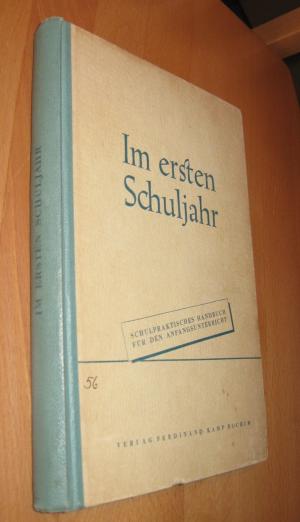 Im ersten
Schuljahr
SCHULPRAKTISCHES HANDBUCH
FÜR DEN ANFANGSUNTERRICHT
56
VERLAG FERDINAND KAMP BOCHUM
IM ERSTEN SCHULJAHR